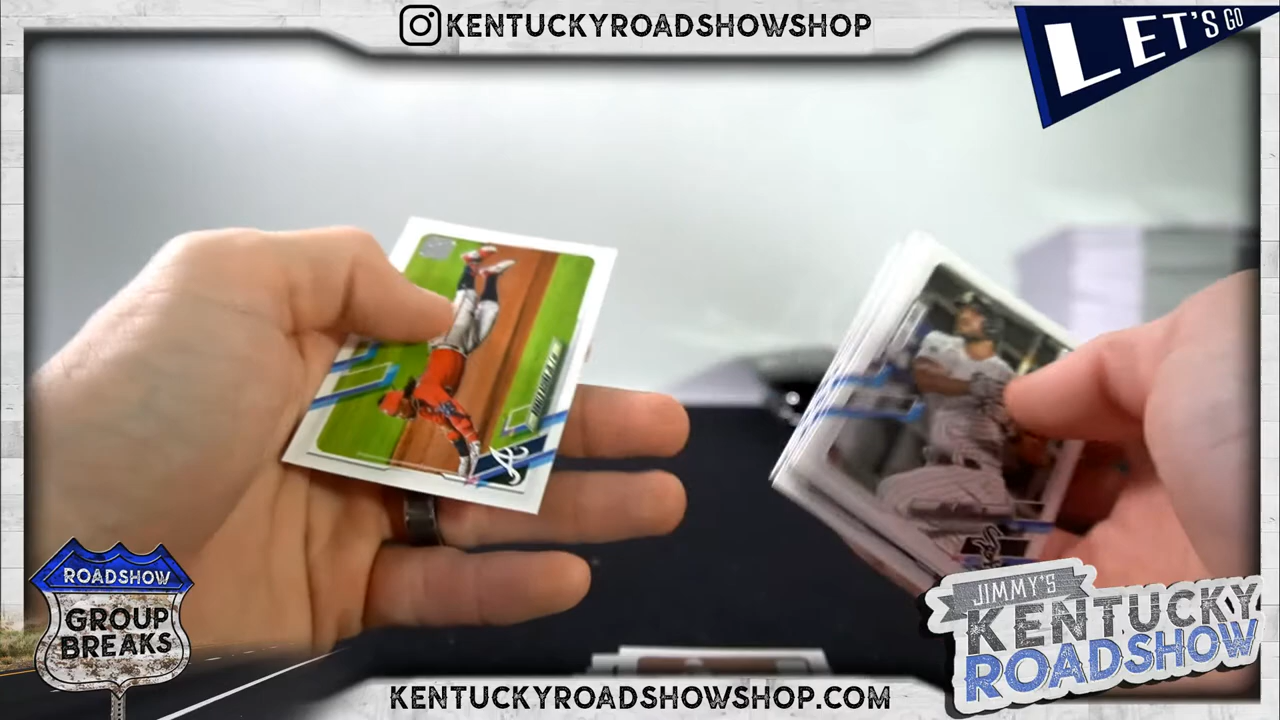 KENTUCKYROADSHOWSHOP
LET'S GO
ROADSHOW
GROUP
BREAKS
JIMMY'S
KENTUCKY
ROADSHOW
KENTUCKYROADSHOWSHOP.COM